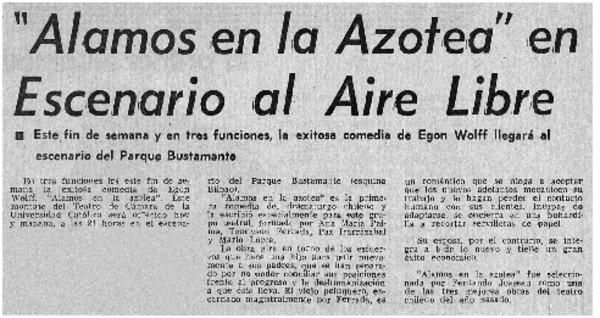 "Alamos en la Azotea" en
Escenario al Aire Libre
■ Este fin de semana y en tres funciones, la exitosa comedia de Egon Wolff llegará al
escenario del Parque Bustamante
En tres funciones irá este fin de se-
mana la exitosa comedia de Egon
Wolff, "Alamos en la azotea". Este
montaje del Teatro de Cámara de la
Universidad Católica será ofrecido hoy
y mañana, a las 21 horas en el escena-
rio del Parque Bustamante (esquina
Bilbao).
"Alamos en la azotea" es la prime-
ra comedia del dramaturgo chileno y
la escribió especialmente para este gru-
po teatral formado por Ana María Pal-
ma, Tennyson Ferrada, Paz Irarrázabal
y Mario Lorca.
La obra gira en torno de los esfuer-
zos que hace una hija para unir nueva-
mente a sus padres, que se han separa-
do por no poder conciliar sus posiciones
frente al progreso y la deshumanización
a que éste lleva. El viejo peluquero, en-
carnado magistralmente por Ferrada, es
un romántico que se niega a aceptar
que los nuevos adelantos mecanicen su
trabajo y le hagan perder el contacto
humano con sus clientes. Incapaz de
adaptarse, se encierra en una buhardi-
lla a recortar servilletas de papel.
Su esposa, por el contrario, se inte-
gra a todo lo nuevo y tiene un gran
éxito económico.
"Alamos en la azotea" fue seleccio-
nada por Fernando Josseau como una
de las tres mejores obras del teatro
chileno del año pasado.